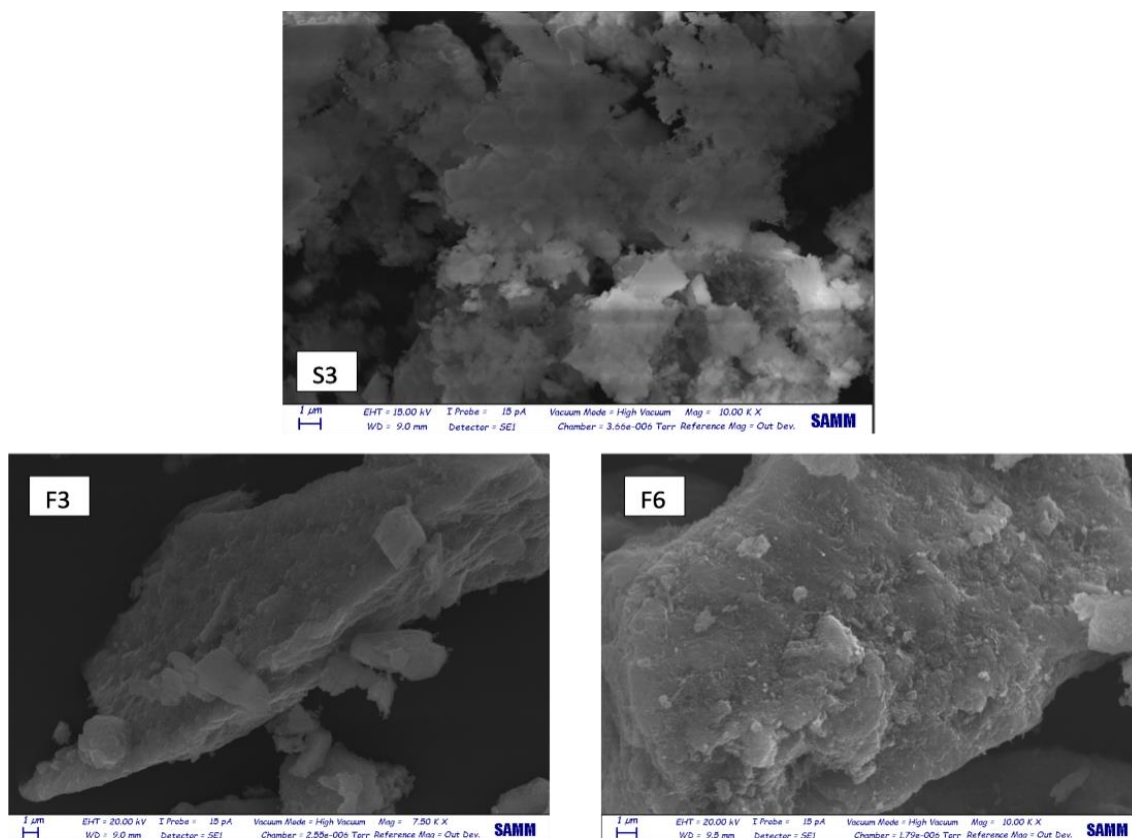 S3
1 µm EHT = 15.00 kV I Probe = 15 pA Vacuum Mode = High Vacuum Mag = 10.00 K X
WD = 9.0 mm Detector = SE1 Chamber = 3.66e-006 Torr Reference Mag = Out Dev. SAMM
F3
1 µm EHT = 20.00 kV I Probe = 15 pA Vacuum Mode = High Vacuum Mag = 7.50 K X
WD = 9.0 mm Detector = SE1 Chamber = 2.55e-006 Torr Reference Mag = Out Dev. SAMM
F6
1 µm EHT = 20.00 kV I Probe = 15 pA Vacuum Mode = High Vacuum Mag = 10.00 K X
WD = 9.5 mm Detector = SE1 Chamber = 1.79e-006 Torr Reference Mag = Out Dev. SAMM